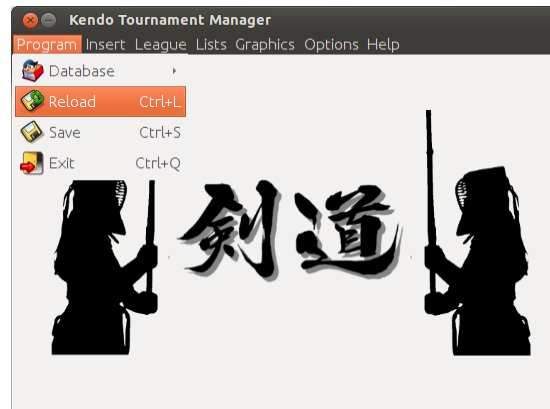 Kendo Tournament Manager
Program Insert League Lists Graphics Options Help
Database
Reload Ctrl+L
Save Ctrl+S
Exit Ctrl+Q
剣道